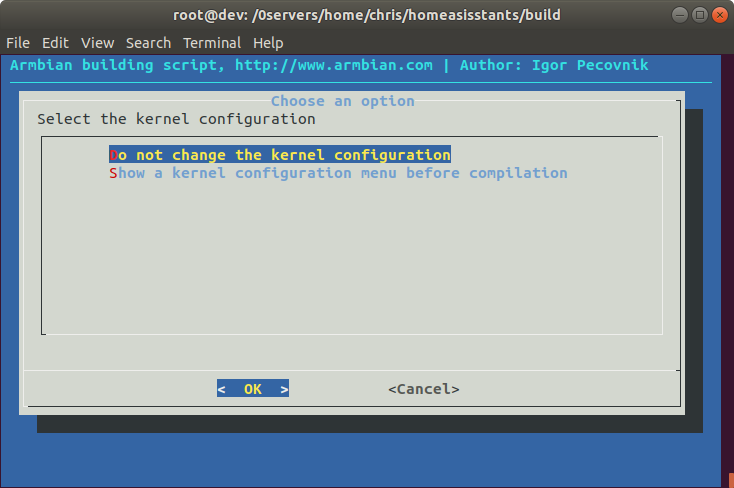 root@dev: /0servers/home/chris/homeasisstants/build
File Edit View Search Terminal Help
Armbian building script, http://www.armbian.com | Author: Igor Pecovnik
Choose an option
Select the kernel configuration
Do not change the kernel configuration
Show a kernel configuration menu before compilation
< OK > <Cancel>